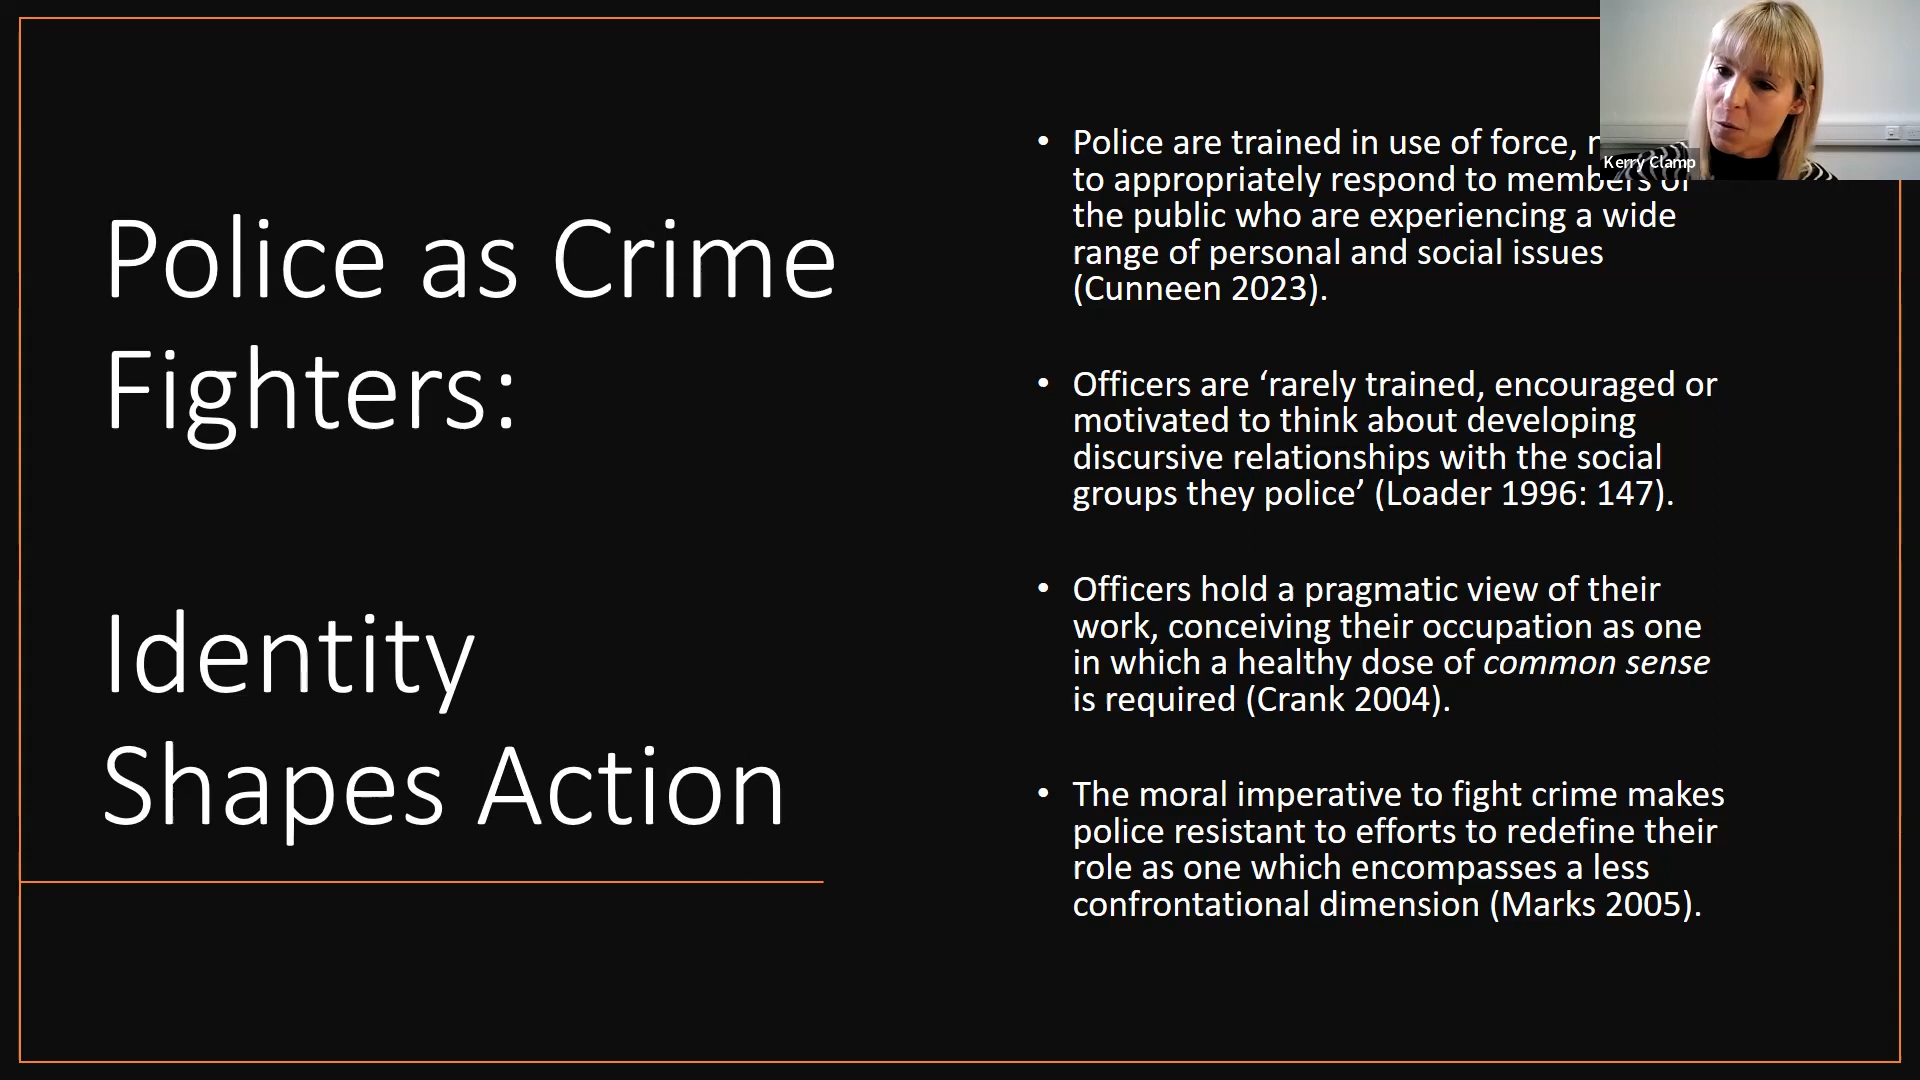 Police as Crime
Fighters:
Identity
Shapes Action
• Police are trained in use of force,
to appropriately respond to members of
the public who are experiencing a wide
range of personal and social issues
(Cunneen 2023).
• Officers are ‘rarely trained, encouraged or
motivated to think about developing
discursive relationships with the social
groups they police’ (Loader 1996: 147).
• Officers hold a pragmatic view of their
work, conceiving their occupation as one
in which a healthy dose of common sense
is required (Crank 2004).
• The moral imperative to fight crime makes
police resistant to efforts to redefine their
role as one which encompasses a less
confrontational dimension (Marks 2005).
Kerry Clamp